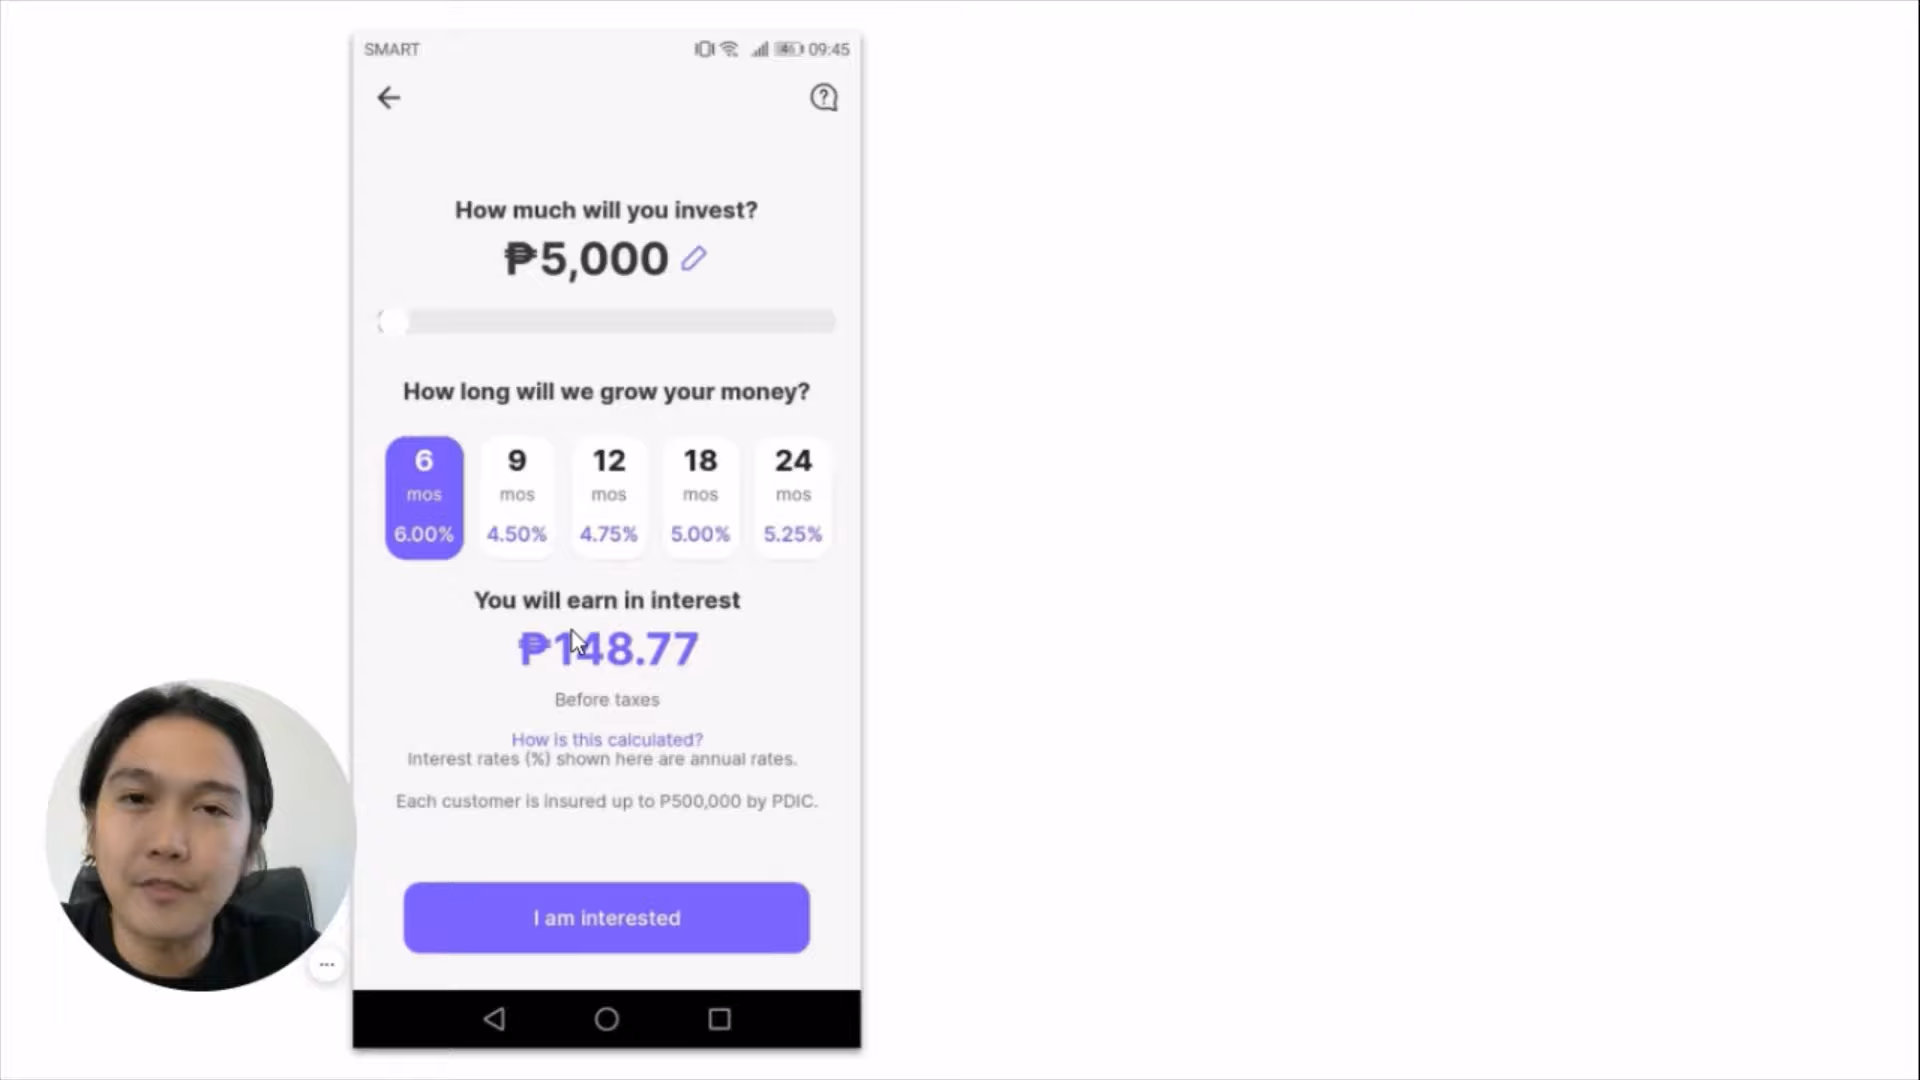 SMART 46 09:45
How much will you invest?
₱5,000
How long will we grow your money?
6 9 12 18 24
mos mos mos mos mos
6.00% 4.50% 4.75% 5.00% 5.25%
You will earn in interest
₱148.77
Before taxes
How is this calculated?
Interest rates (%) shown here are annual rates.
Each customer is insured up to P500,000 by PDIC.
I am interested